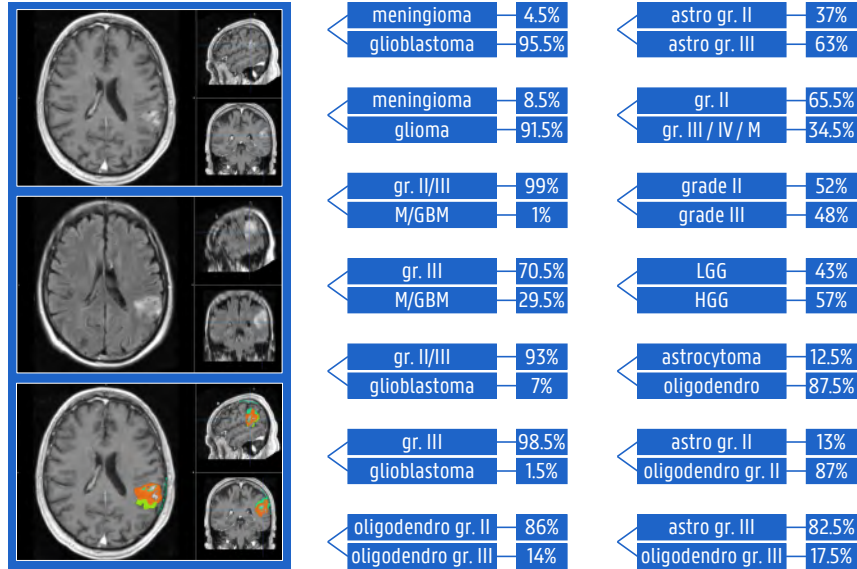 meningioma 4.5%
glioblastoma 95.5%
meningioma 8.5%
glioma 91.5%
gr. II/III 99%
M/GBM 1%
gr. III 70.5%
M/GBM 29.5%
gr. II/III 93%
glioblastoma 7%
gr. III 98.5%
glioblastoma 1.5%
oligodendro gr. II 86%
oligodendro gr. III 14%
astro gr. II 37%
astro gr. III 63%
gr. II 65.5%
gr. III / IV / M 34.5%
grade II 52%
grade III 48%
LGG 43%
HGG 57%
astrocytoma 12.5%
oligodendro 87.5%
astro gr. II 13%
oligodendro gr. II 87%
astro gr. III 82.5%
oligodendro gr. III 17.5%